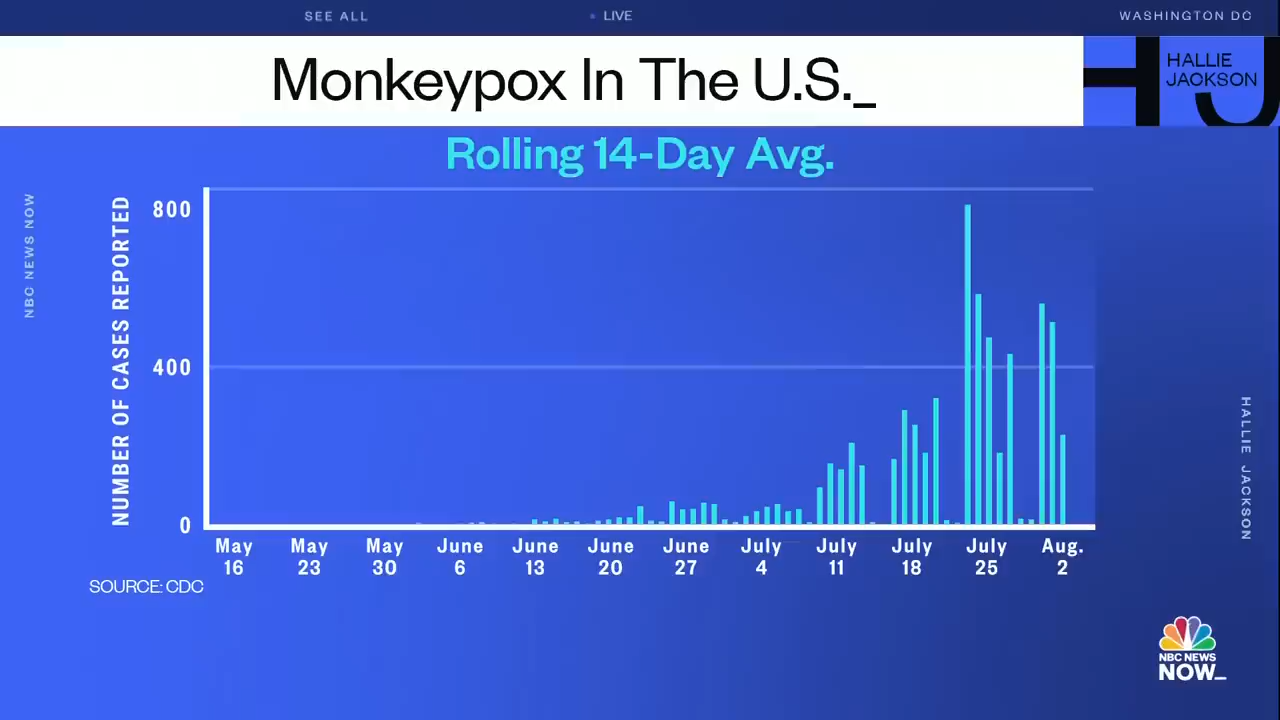 SEE ALL
LIVE
WASHINGTON DC
Monkeypox In The U.S._
HALLIE
JACKSON
Rolling 14-Day Avg.
NBC NEWS NOW
NUMBER OF CASES REPORTED
800
400
0
May 16
May 23
May 30
June 6
June 13
June 20
June 27
July 4
July 11
July 18
July 25
Aug. 2
SOURCE: CDC
HALLIE JACKSON
NBC NEWS
NOW_